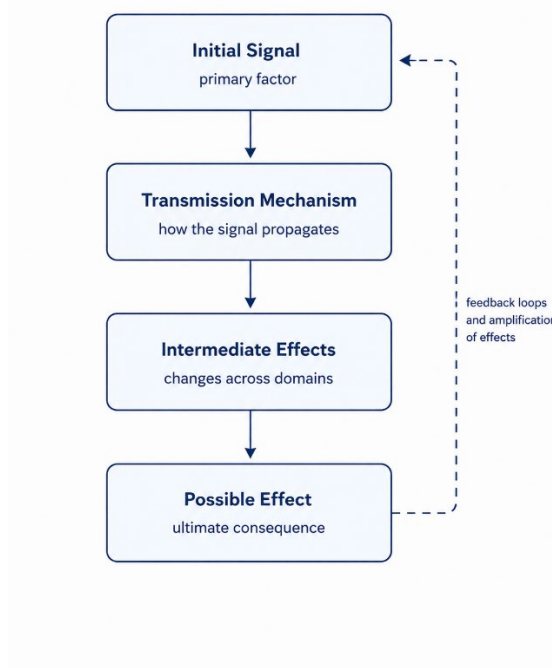 Initial Signal
primary factor
Transmission Mechanism
how the signal propagates
Intermediate Effects
changes across domains
feedback loops
and amplification
of effects
Possible Effect
ultimate consequence